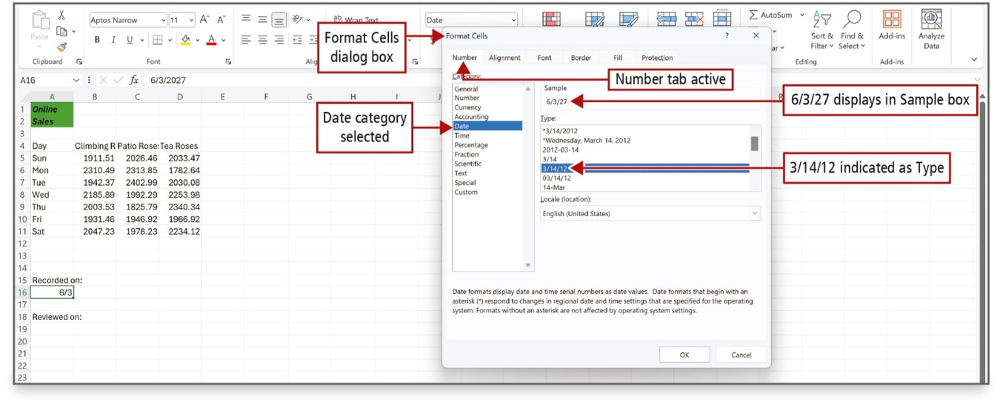 Aptos Narrow 11 A^ A˅ ab Wrap Text Date AutoSum
Paste B I U A Sort & Find & Add-ins Analyze
Filter Select Data
Clipboard Font Editing Add-ins
Format Cells
dialog box
A16 fx 6/3/2027
A B C D E F G H I J
1 Online
2 Sales
3
4 Day Climbing R Patio Rose: Tea Roses
5 Sun 1911.51 2026.46 2033.47
6 Mon 2310.49 2313.85 1782.64
7 Tue 1942.37 2402.99 2030.08
8 Wed 2185.89 1992.29 2253.98
9 Thu 2003.53 1825.79 2340.34
10 Fri 1931.46 1946.92 1966.92
11 Sat 2047.23 1978.23 2234.12
12
13
14
15 Recorded on:
16 6/3
17
18 Reviewed on:
19
20
21
22
23
Date category
selected
Format Cells ?
Number Alignment Font Border Fill Protection
Number tab active
Category:
General
Number
Currency
Accounting
Date
Time
Percentage
Fraction
Scientific
Text
Special
Custom
Sample
6/3/27
6/3/27 displays in Sample box
Type:
*3/14/2012
*Wednesday, March 14, 2012
2012-03-14
3/14
3/14/12
03/14/12
14-Mar
3/14/12 indicated as Type
Locale (location):
English (United States)
Date formats display date and time serial numbers as date values. Date formats that begin with an
asterisk (*) respond to changes in regional date and time settings that are specified for the operating
system. Formats without an asterisk are not affected by operating system settings.
OK Cancel